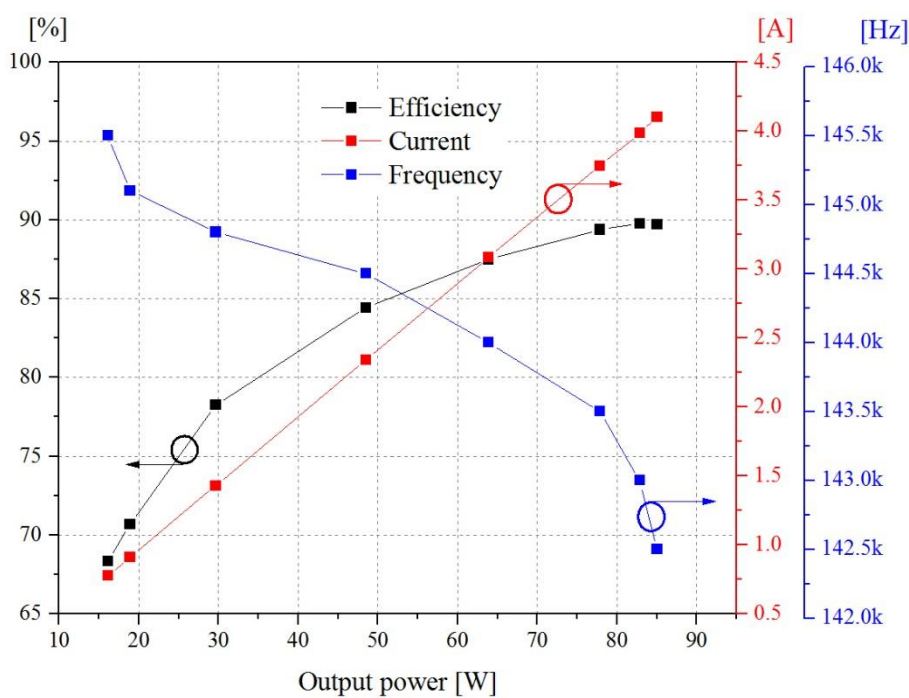 [%] [A] [Hz]
100 4.5 146.0k
Efficiency
Current
Frequency
95 4.0 145.5k
90 3.5 145.0k
85 3.0 144.5k
80 2.5 144.0k
75 2.0 143.5k
70 1.5 143.0k
65 1.0 142.5k
0.5 142.0k
10 20 30 40 50 60 70 80 90
Output power [W]